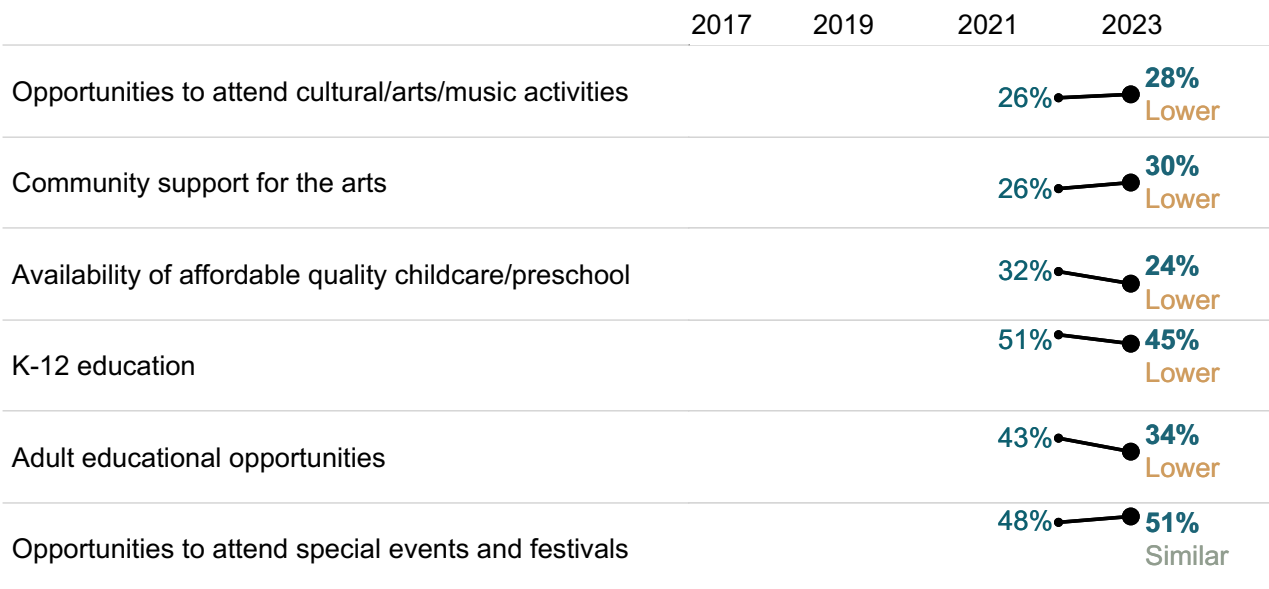 2017 2019 2021 2023
Opportunities to attend cultural/arts/music activities 26% 28%
Lower
Community support for the arts 26% 30%
Lower
Availability of affordable quality childcare/preschool 32% 24%
Lower
K-12 education 51% 45%
Lower
Adult educational opportunities 43% 34%
Lower
Opportunities to attend special events and festivals 48% 51%
Similar